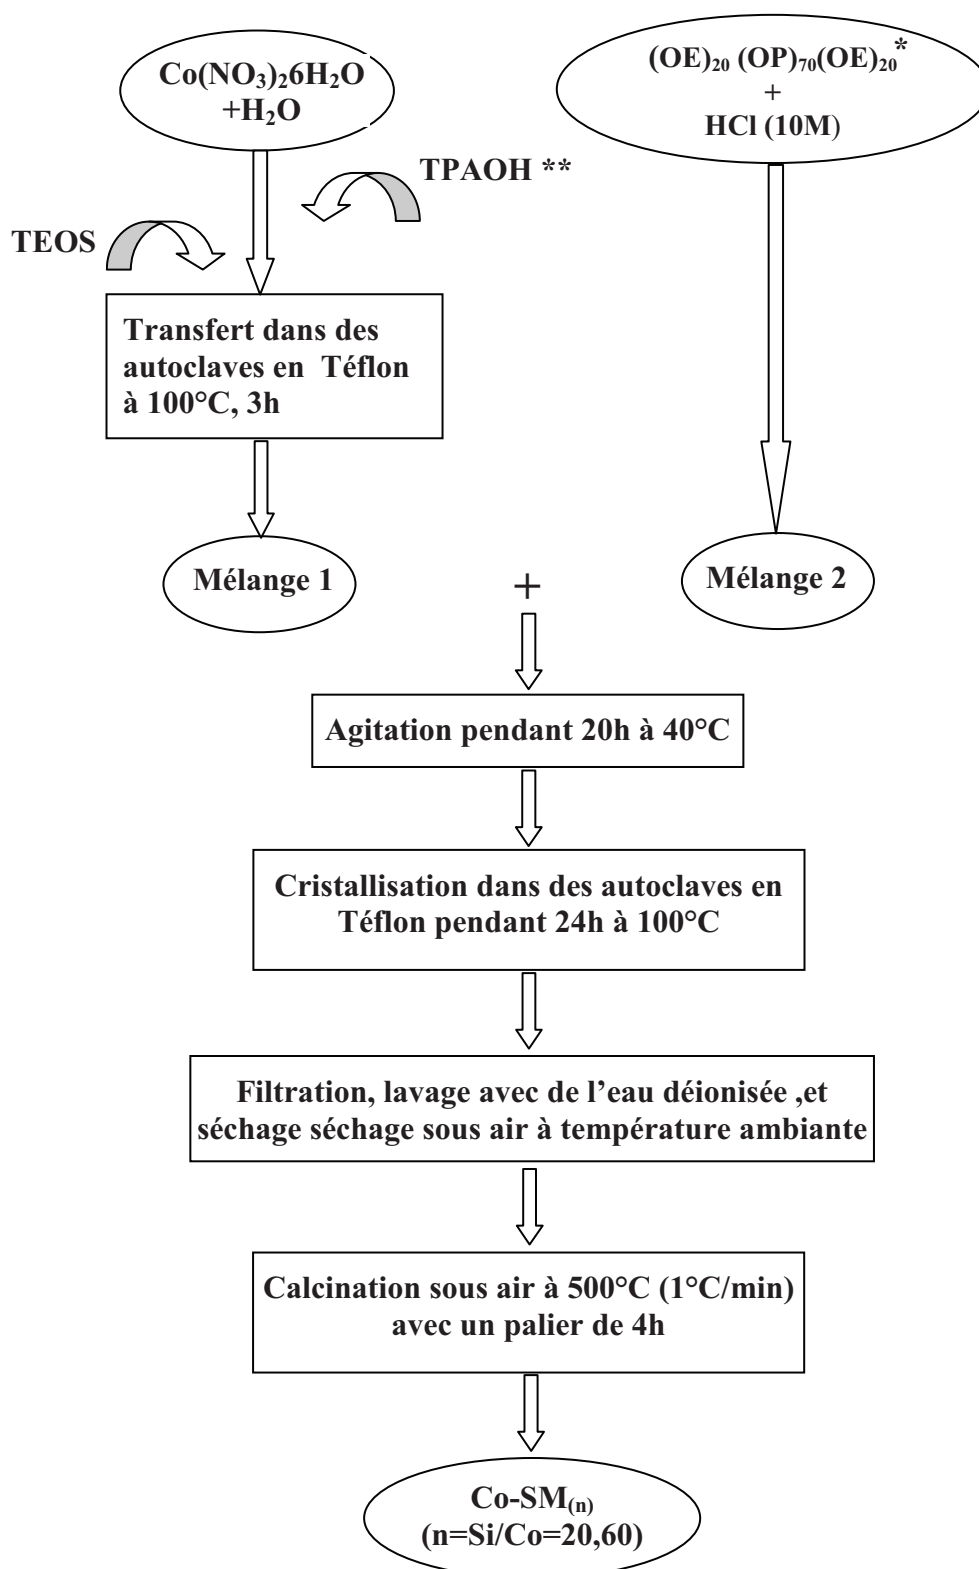 Co(NO₃)₂6H₂O
+H₂O
(OE)₂₀ (OP)₇₀(OE)₂₀*
+
HCl (10M)
TPAOH **
TEOS
Transfert dans des
autoclaves en Téflon
à 100°C, 3h
Mélange 1
+
Mélange 2
Agitation pendant 20h à 40°C
Cristallisation dans des autoclaves en
Téflon pendant 24h à 100°C
Filtration, lavage avec de l’eau déionisée ,et
séchage séchage sous air à température ambiante
Calcination sous air à 500°C (1°C/min)
avec un palier de 4h
Co-SM₍ₙ₎
(n=Si/Co=20,60)